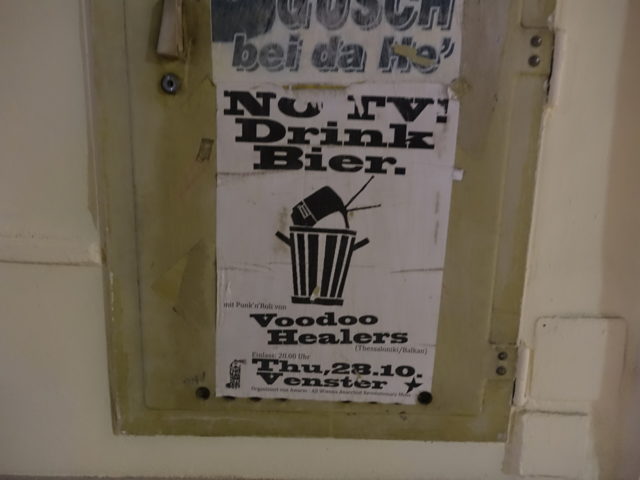 GUSCH
bei da He'
No TV!
Drink
Bier.
mit Punk'n'Roll von
Voodoo
Healers
(Thessaloniki/Balkan)
Einlass: 20.00 Uhr
Thu, 28.10.
Venster